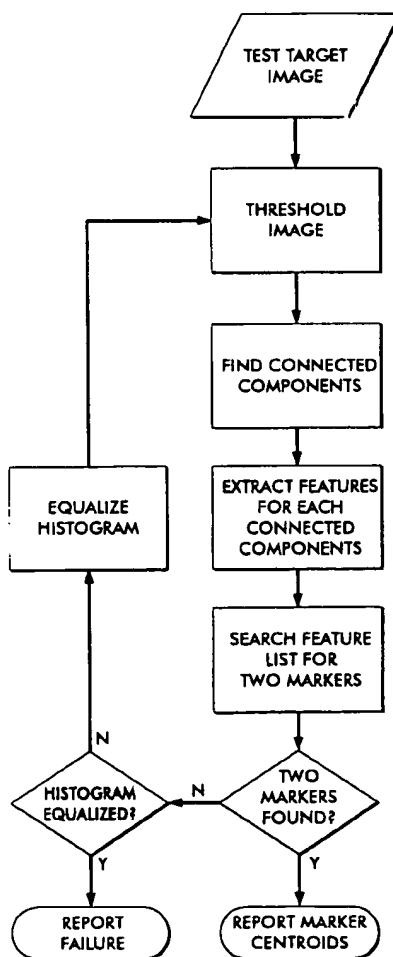 TEST TARGET
IMAGE
THRESHOLD
IMAGE
FIND CONNECTED
COMPONENTS
EQUALIZE
HISTOGRAM
EXTRACT FEATURES
FOR EACH
CONNECTED
COMPONENTS
SEARCH FEATURE
LIST FOR
TWO MARKERS
N
HISTOGRAM
EQUALIZED?
N
TWO
MARKERS
FOUND?
Y
Y
REPORT
FAILURE
REPORT MARKER
CENTROIDS